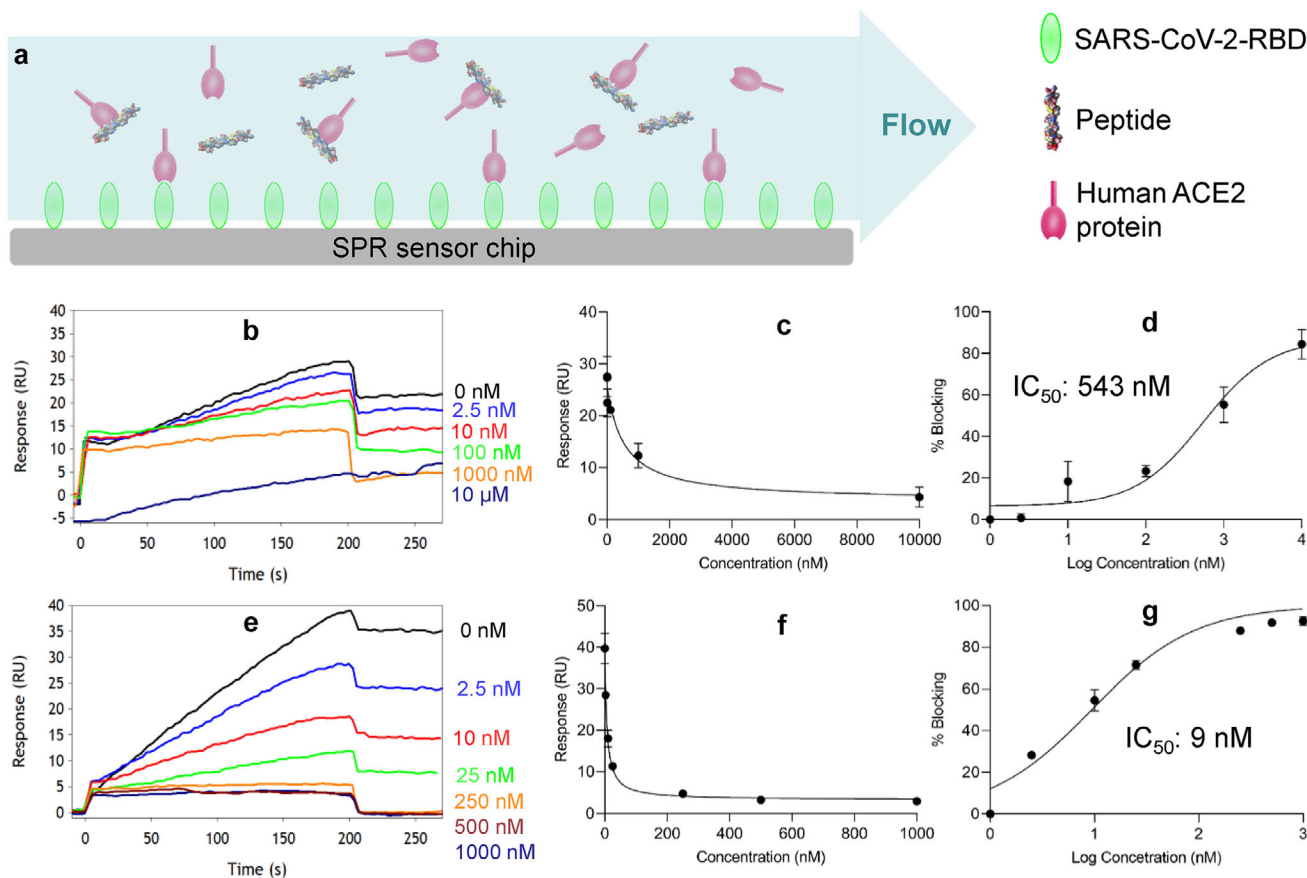 a
Flow
SPR sensor chip
SARS-CoV-2-RBD
Peptide
Human ACE2
protein
b
Response (RU)
40
35
30
25
20
15
10
5
0
-5
0 50 100 150 200 250
Time (s)
0 nM
2.5 nM
10 nM
100 nM
1000 nM
10 µM
c
Response (RU)
40
30
20
10
0
0 2000 4000 6000 8000 10000
Concentration (nM)
d
IC50: 543 nM
% Blocking
100
80
60
40
20
0
0 1 2 3 4
Log Concentration (nM)
e
Response (RU)
40
35
30
25
20
15
10
5
0
0 50 100 150 200 250
Time (s)
0 nM
2.5 nM
10 nM
25 nM
250 nM
500 nM
1000 nM
f
Response (RU)
50
40
30
20
10
0
0 200 400 600 800 1000
Concentration (nM)
g
IC50: 9 nM
% Blocking
100
80
60
40
20
0
0 1 2 3
Log Concetration (nM)